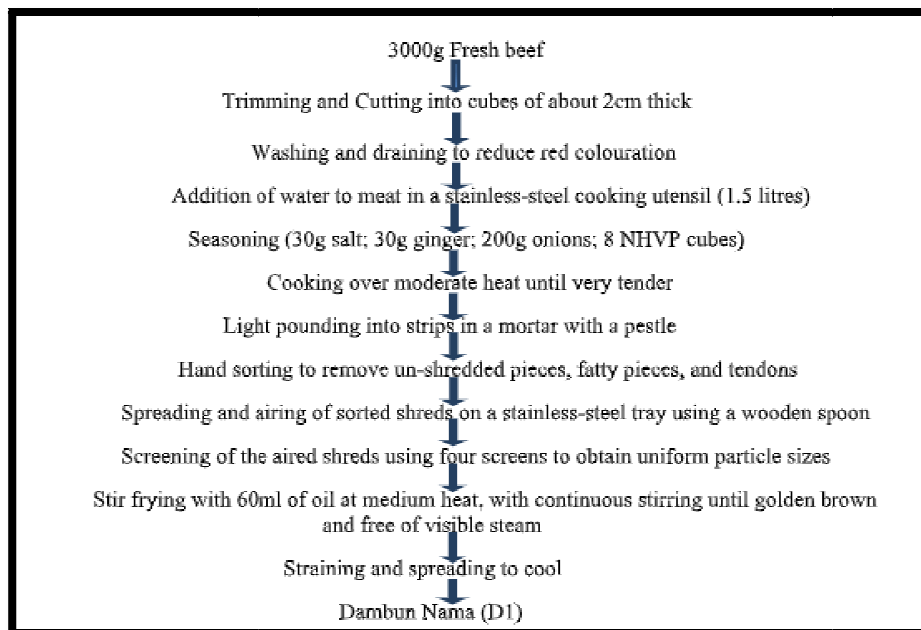 3000g Fresh beef
Trimming and Cutting into cubes of about 2cm thick
Washing and draining to reduce red colouration
Addition of water to meat in a stainless-steel cooking utensil (1.5 litres)
Seasoning (30g salt; 30g ginger; 200g onions; 8 NHVP cubes)
Cooking over moderate heat until very tender
Light pounding into strips in a mortar with a pestle
Hand sorting to remove un-shredded pieces, fatty pieces, and tendons
Spreading and airing of sorted shreds on a stainless-steel tray using a wooden spoon
Screening of the aired shreds using four screens to obtain uniform particle sizes
Stir frying with 60ml of oil at medium heat, with continuous stirring until golden brown
and free of visible steam
Straining and spreading to cool
Dambun Nama (D1)